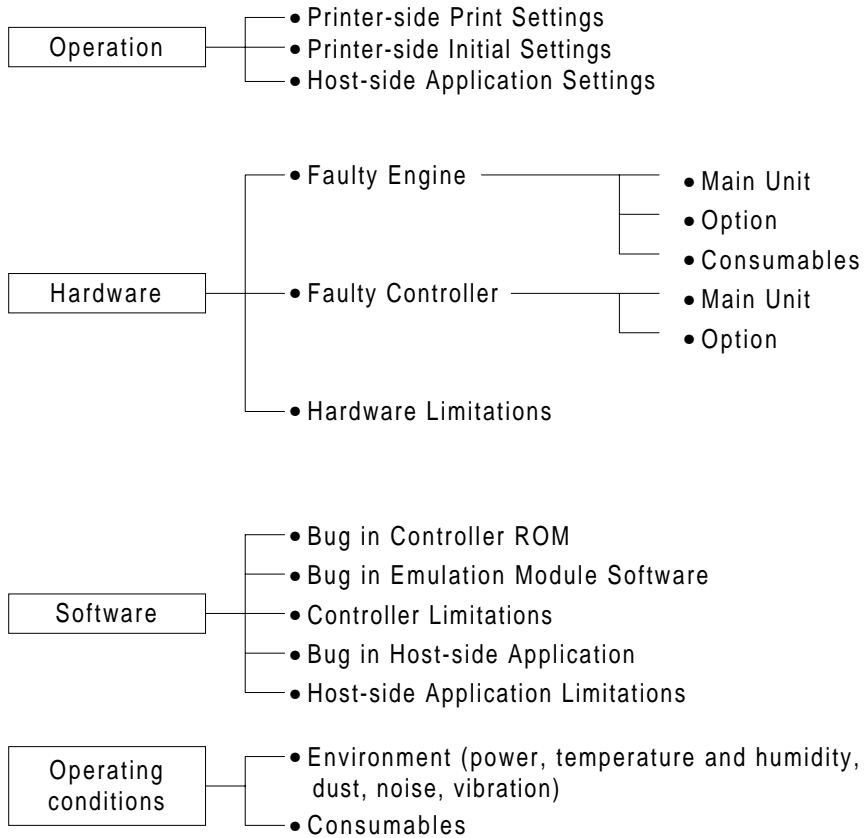 Operation
• Printer-side Print Settings
• Printer-side Initial Settings
• Host-side Application Settings
Hardware
• Faulty Engine
• Main Unit
• Option
• Consumables
• Faulty Controller
• Main Unit
• Option
• Hardware Limitations
Software
• Bug in Controller ROM
• Bug in Emulation Module Software
• Controller Limitations
• Bug in Host-side Application
• Host-side Application Limitations
Operating
conditions
• Environment (power, temperature and humidity,
dust, noise, vibration)
• Consumables